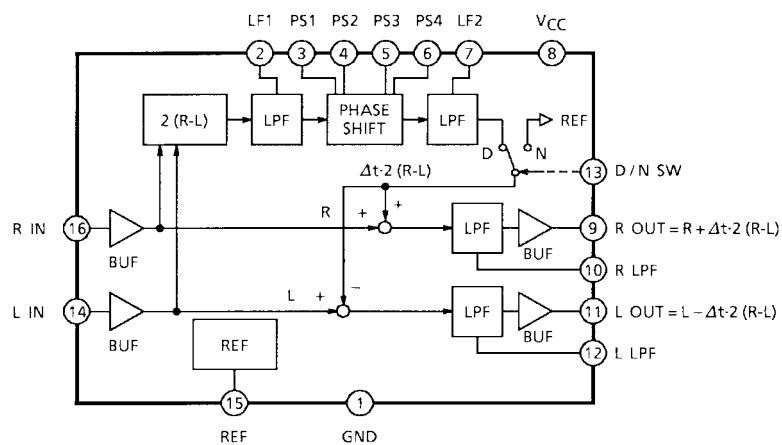 LF1 PS1 PS2 PS3 PS4 LF2 VCC
2 3 4 5 6 7 8
2 (R-L) LPF PHASE SHIFT LPF REF
D N
Δt·2 (R-L) 13 D/N SW
R + +
R IN 16 BUF LPF BUF 9 R OUT = R + Δt·2 (R-L)
10 R LPF
L + −
L IN 14 BUF LPF BUF 11 L OUT = L − Δt·2 (R-L)
REF 12 L LPF
15 1
REF GND